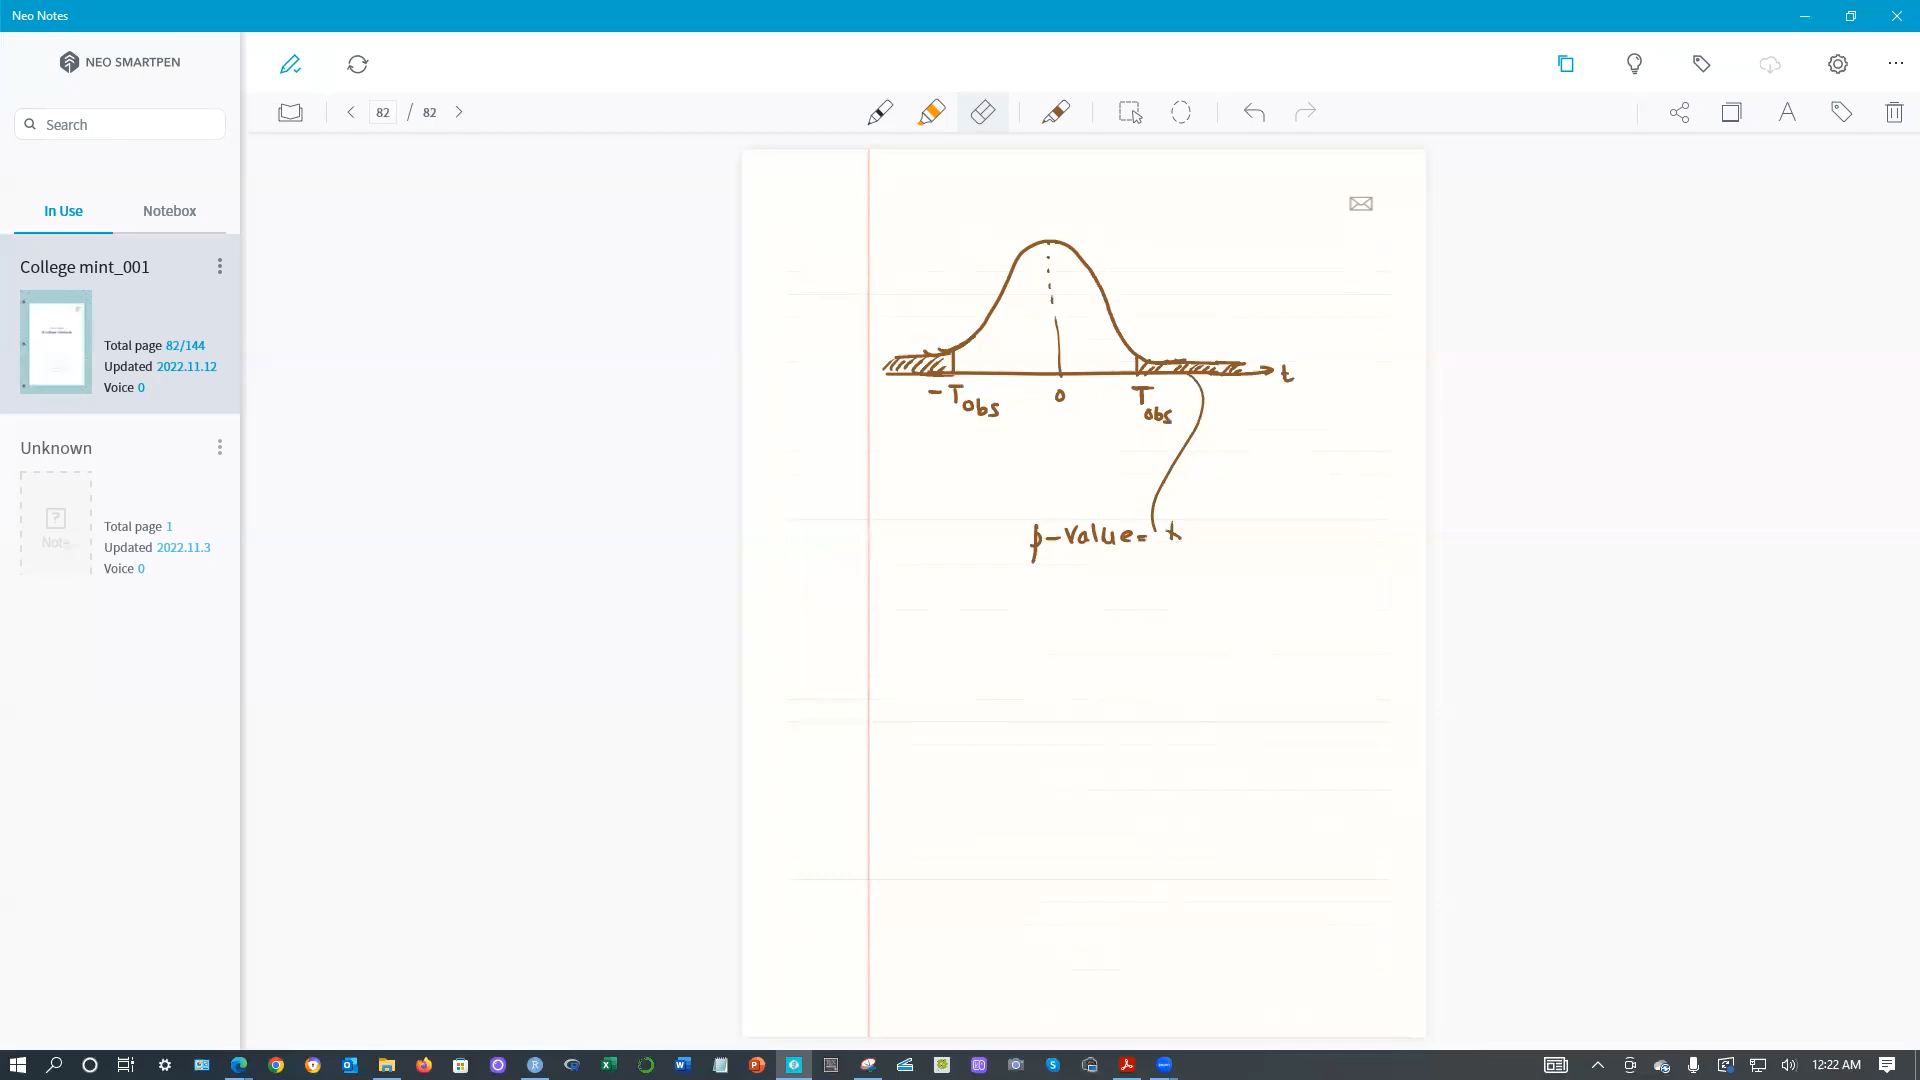 Neo Notes
NEO SMARTPEN
Search
82 / 82
In Use Notebox
College mint_001
Total page 82/144
Updated 2022.11.12
Voice 0
Unknown
Note
Total page 1
Updated 2022.11.3
Voice 0
t
-Tobs 0 Tobs
p-value=
12:22 AM